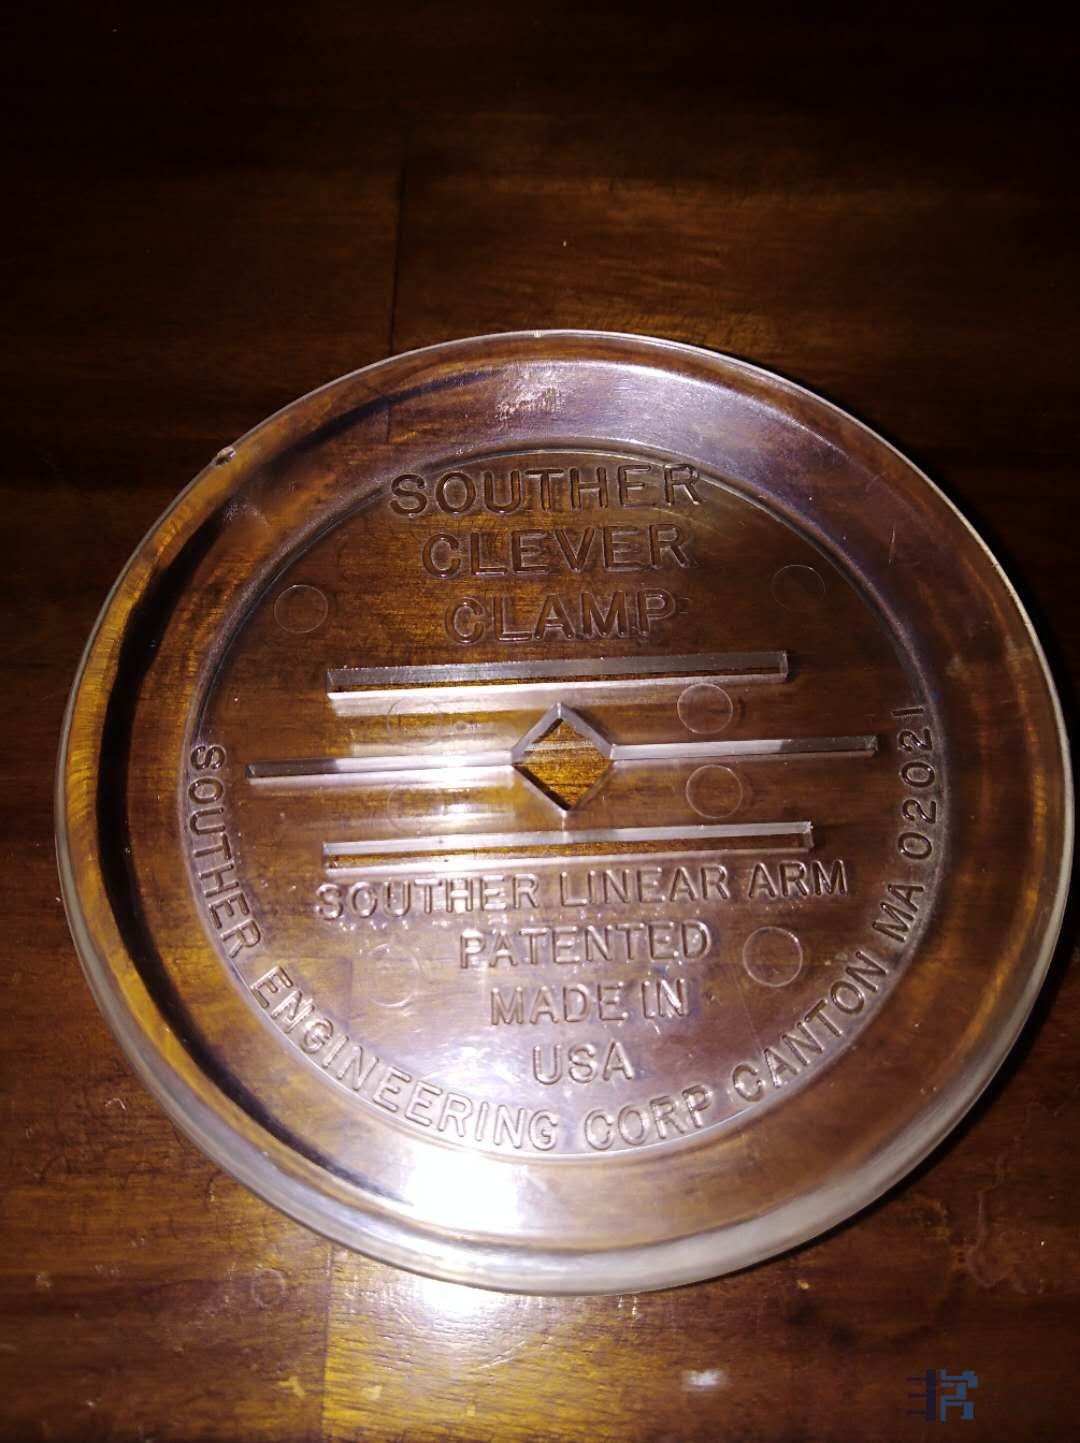 SOUTHER
CLEVER
CLAMP
SOUTHER LINEAR ARM
PATENTED
MADE IN
USA
SOUTHER ENGINEERING CORP CANTON MA 02021